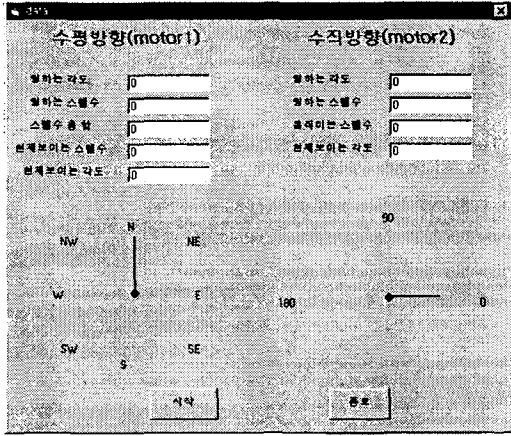 수평방향(motor1)
수직방향(motor2)
원하는 각도 0
원하는 스텝수 0
스텝수 총 합 0
현재보이는 스텝수 0
현재보이는 각도 0
원하는 각도 0
원하는 스텝수 0
움직이는 스텝수 0
현재보이는 각도 0
N
NW NE
W E
SW SE
S
90
180 0
시작
종료